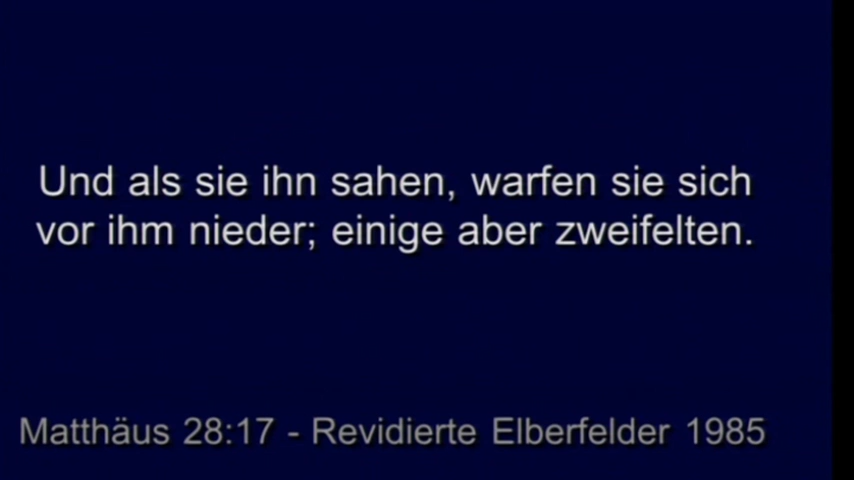 Und als sie ihn sahen, warfen sie sich
vor ihm nieder; einige aber zweifelten.
Matthäus 28:17 - Revidierte Elberfelder 1985